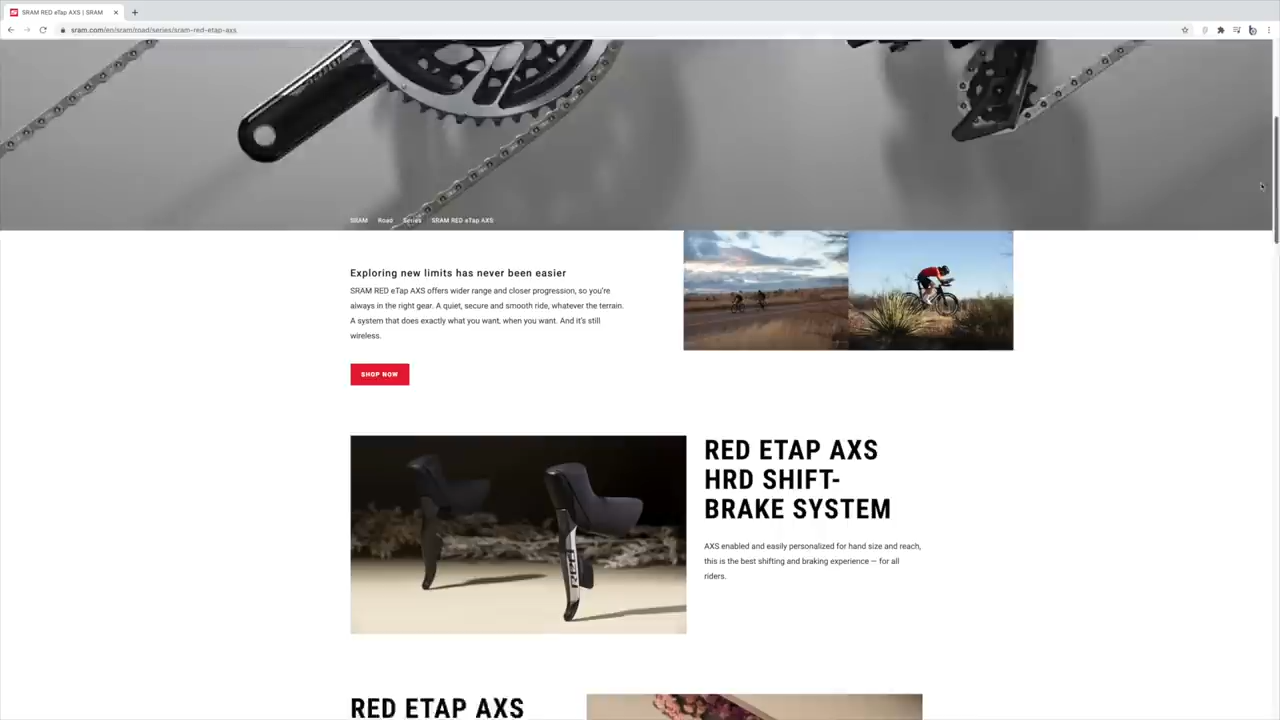 SRAM RED eTap AXS | SRAM
sram.com/en/sram/road/series/sram-red-etap-axs
SRAM Road Series SRAM RED eTap AXS
Exploring new limits has never been easier
SRAM RED eTap AXS offers wider range and closer progression, so you're
always in the right gear. A quiet, secure and smooth ride, whatever the terrain.
A system that does exactly what you want, when you want. And it's still
wireless.
SHOP NOW
RED ETAP AXS
HRD SHIFT-
BRAKE SYSTEM
AXS enabled and easily personalized for hand size and reach,
this is the best shifting and braking experience — for all
riders.
RED
RED ETAP AXS